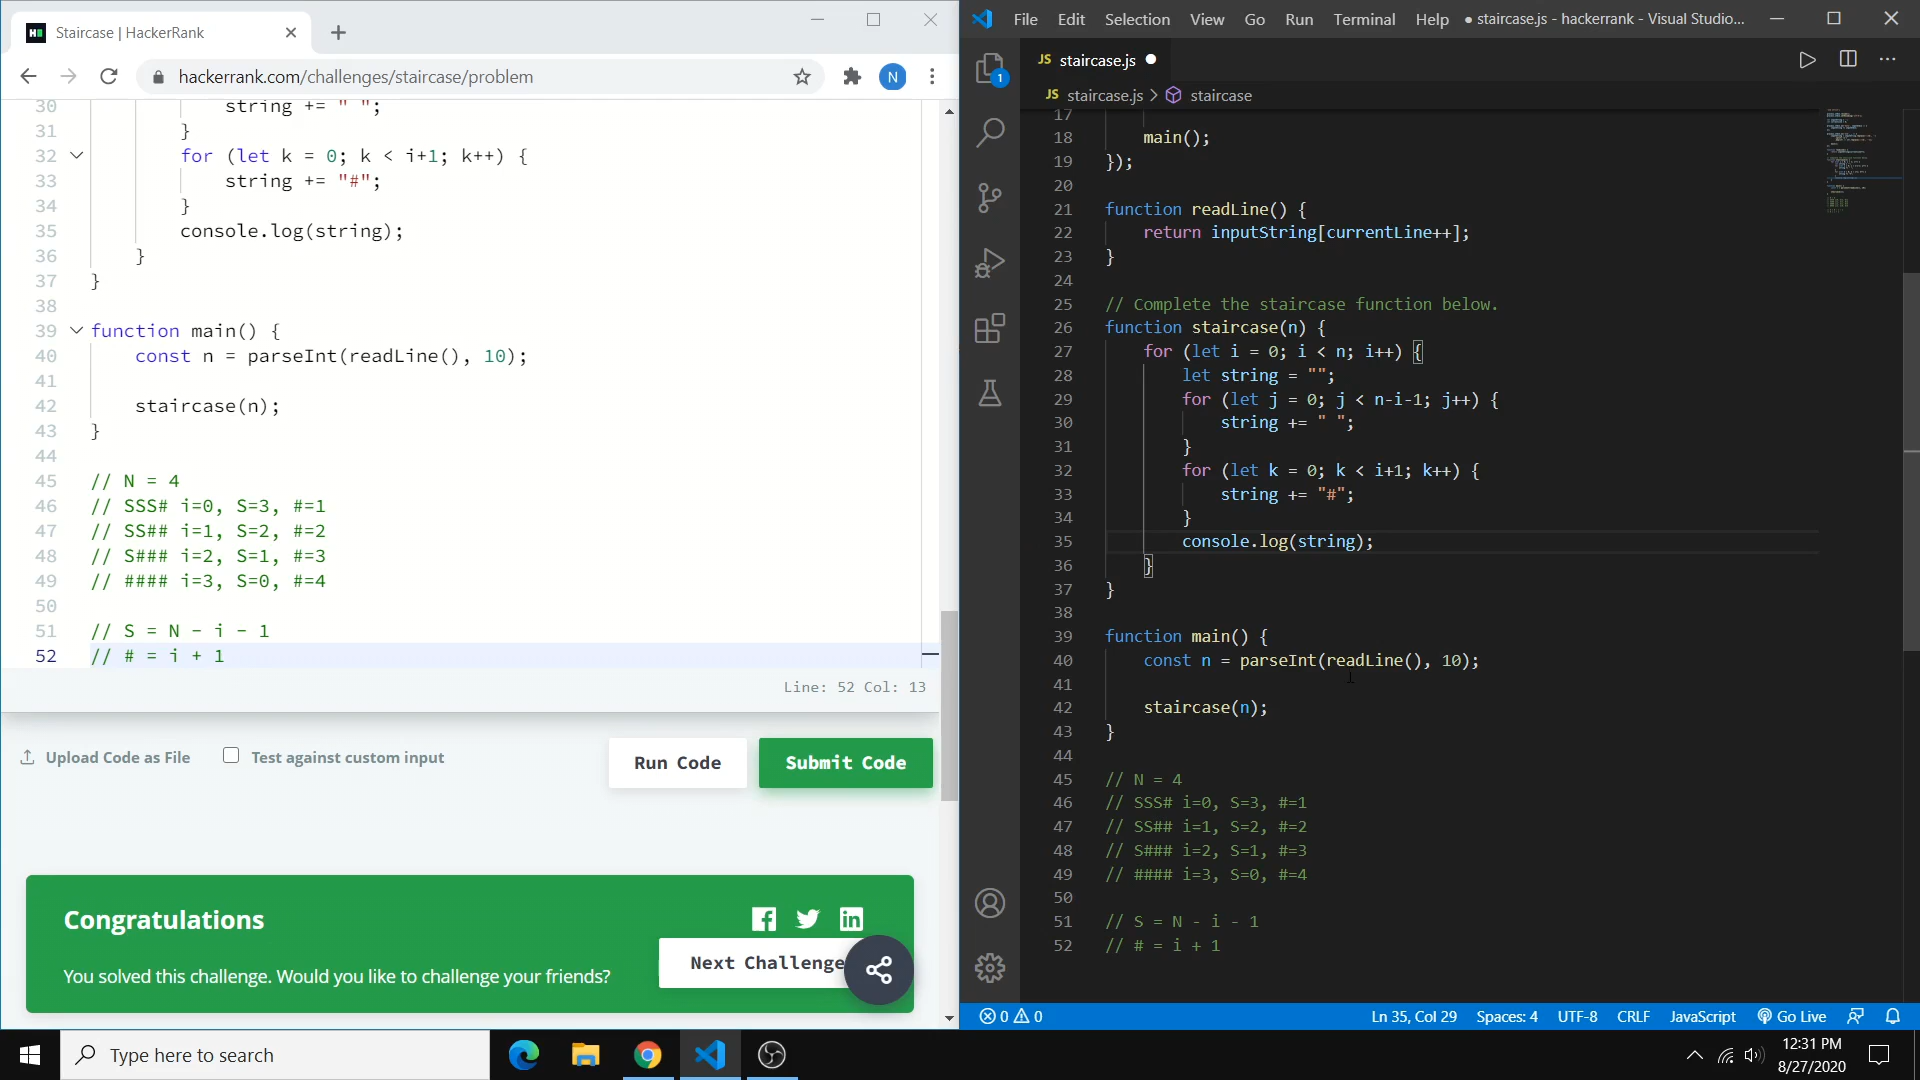 Staircase | HackerRank
hackerrank.com/challenges/staircase/problem
N
30 string += " ";
31 }
32 for (let k = 0; k < i+1; k++) {
33 string += "#";
34 }
35 console.log(string);
36 }
37 }
38
39 function main() {
40 const n = parseInt(readLine(), 10);
41
42 staircase(n);
43 }
44
45 // N = 4
46 // SSS# i=0, S=3, #=1
47 // SS## i=1, S=2, #=2
48 // S### i=2, S=1, #=3
49 // #### i=3, S=0, #=4
50
51 // S = N - i - 1
52 // # = i + 1
Line: 52 Col: 13
Upload Code as File
Test against custom input
Run Code
Submit Code
Congratulations
You solved this challenge. Would you like to challenge your friends?
Next Challenge
File Edit Selection View Go Run Terminal Help
● staircase.js - hackerrank - Visual Studio...
1
JS staircase.js ●
JS staircase.js > staircase
17
18 main();
19 });
20
21 function readLine() {
22 return inputString[currentLine++];
23 }
24
25 // Complete the staircase function below.
26 function staircase(n) {
27 for (let i = 0; i < n; i++) {
28 let string = "";
29 for (let j = 0; j < n-i-1; j++) {
30 string += " ";
31 }
32 for (let k = 0; k < i+1; k++) {
33 string += "#";
34 }
35 console.log(string);
36 }
37 }
38
39 function main() {
40 const n = parseInt(readLine(), 10);
41
42 staircase(n);
43 }
44
45 // N = 4
46 // SSS# i=0, S=3, #=1
47 // SS## i=1, S=2, #=2
48 // S### i=2, S=1, #=3
49 // #### i=3, S=0, #=4
50
51 // S = N - i - 1
52 // # = i + 1
0 0
Ln 35, Col 29
Spaces: 4
UTF-8
CRLF
JavaScript
Go Live
Type here to search
12:31 PM
8/27/2020